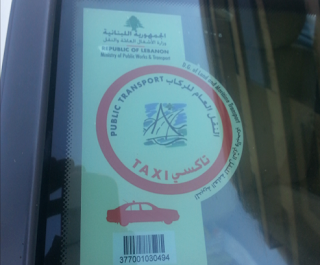 الجمهورية اللبنانية
وزارة الأشغال العامة والنقل
REPUBLIC OF LEBANON
Ministry of Public Works & Transport
PUBLIC TRANSPORT النقل العام للركاب
TAXI تاكسي
377001030494